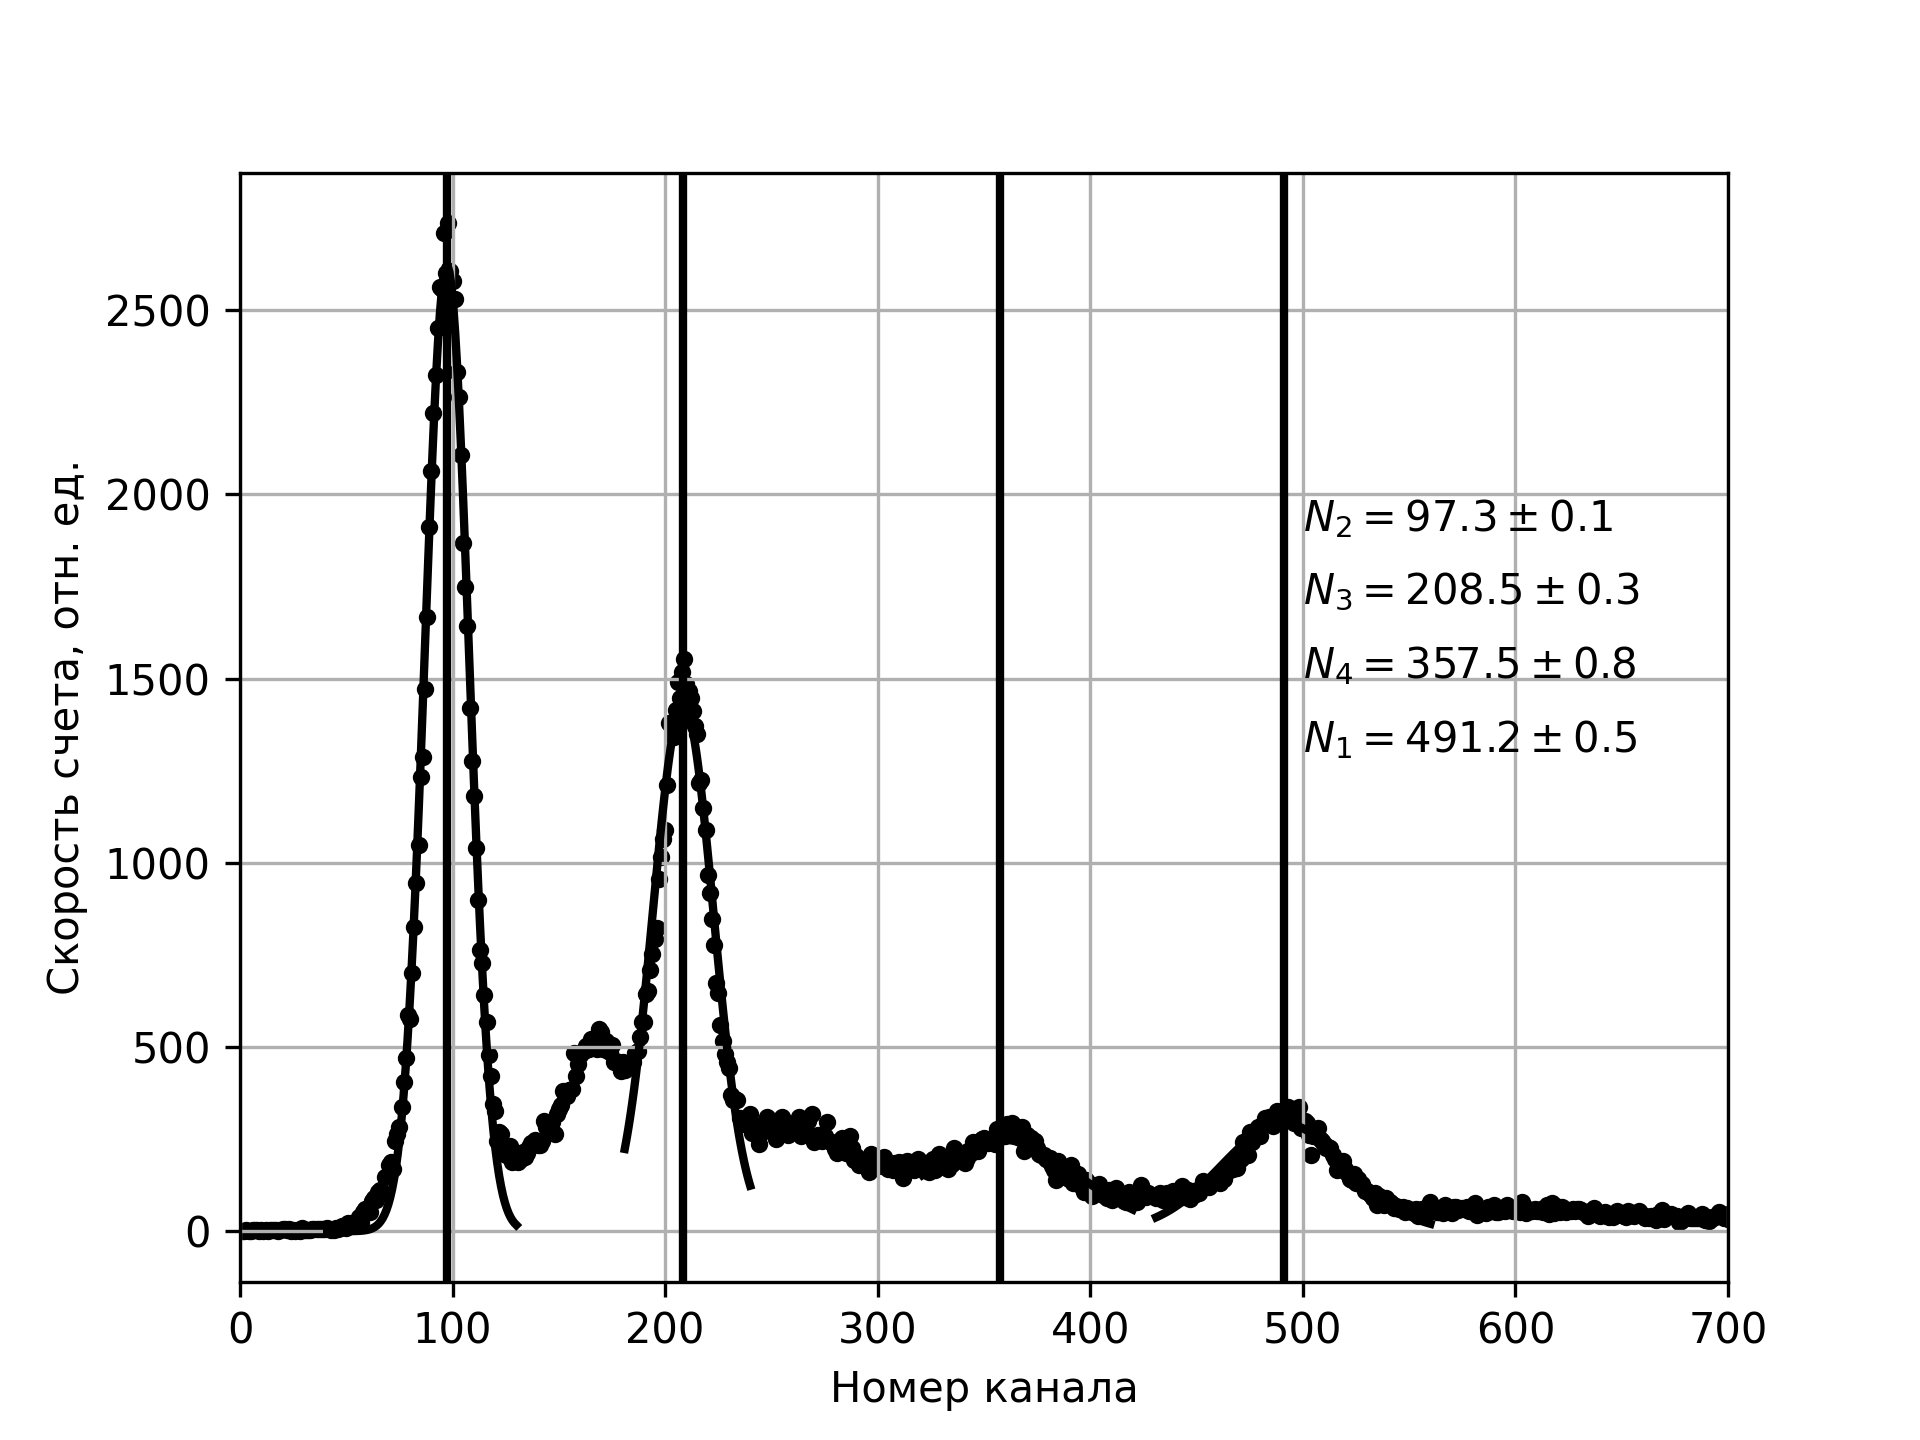 2500
2000
1500
1000
500
0
Скорость счета, отн. ед.
N₂ = 97.3 ± 0.1
N₃ = 208.5 ± 0.3
N₄ = 357.5 ± 0.8
N₁ = 491.2 ± 0.5
0 100 200 300 400 500 600 700
Номер канала